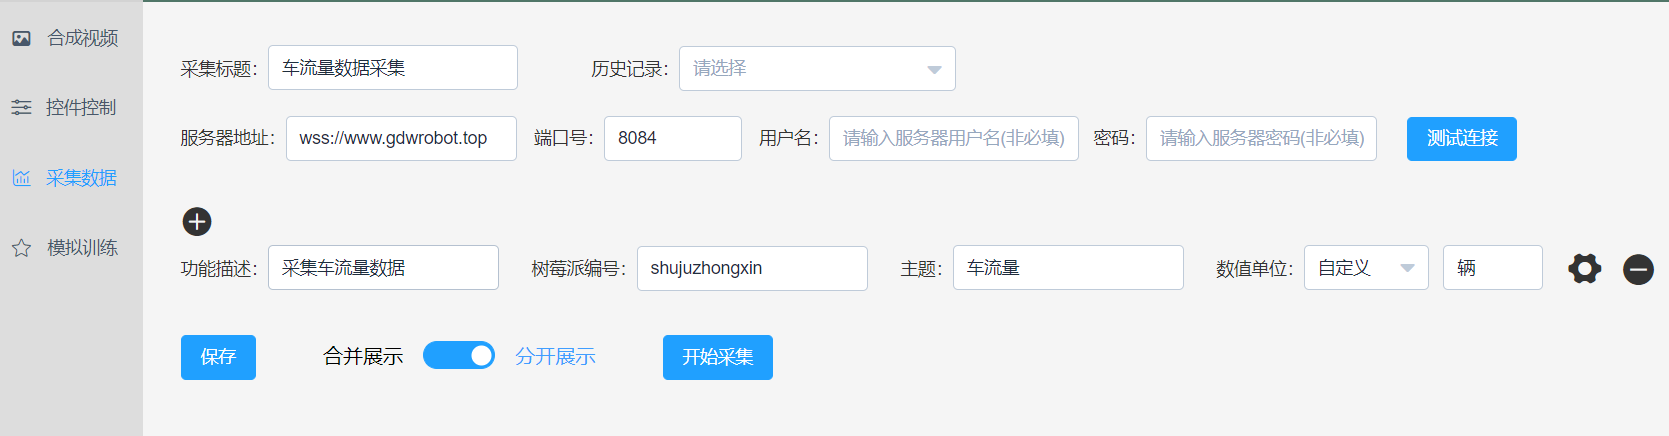 合成视频
控件控制
采集数据
模拟训练
采集标题: 车流量数据采集 历史记录: 请选择
服务器地址: wss://www.gdwrobot.top 端口号: 8084 用户名: 请输入服务器用户名(非必填) 密码: 请输入服务器密码(非必填) 测试连接
功能描述: 采集车流量数据 树莓派编号: shujuzhongxin 主题: 车流量 数值单位: 自定义 辆
保存 合并展示 分开展示 开始采集